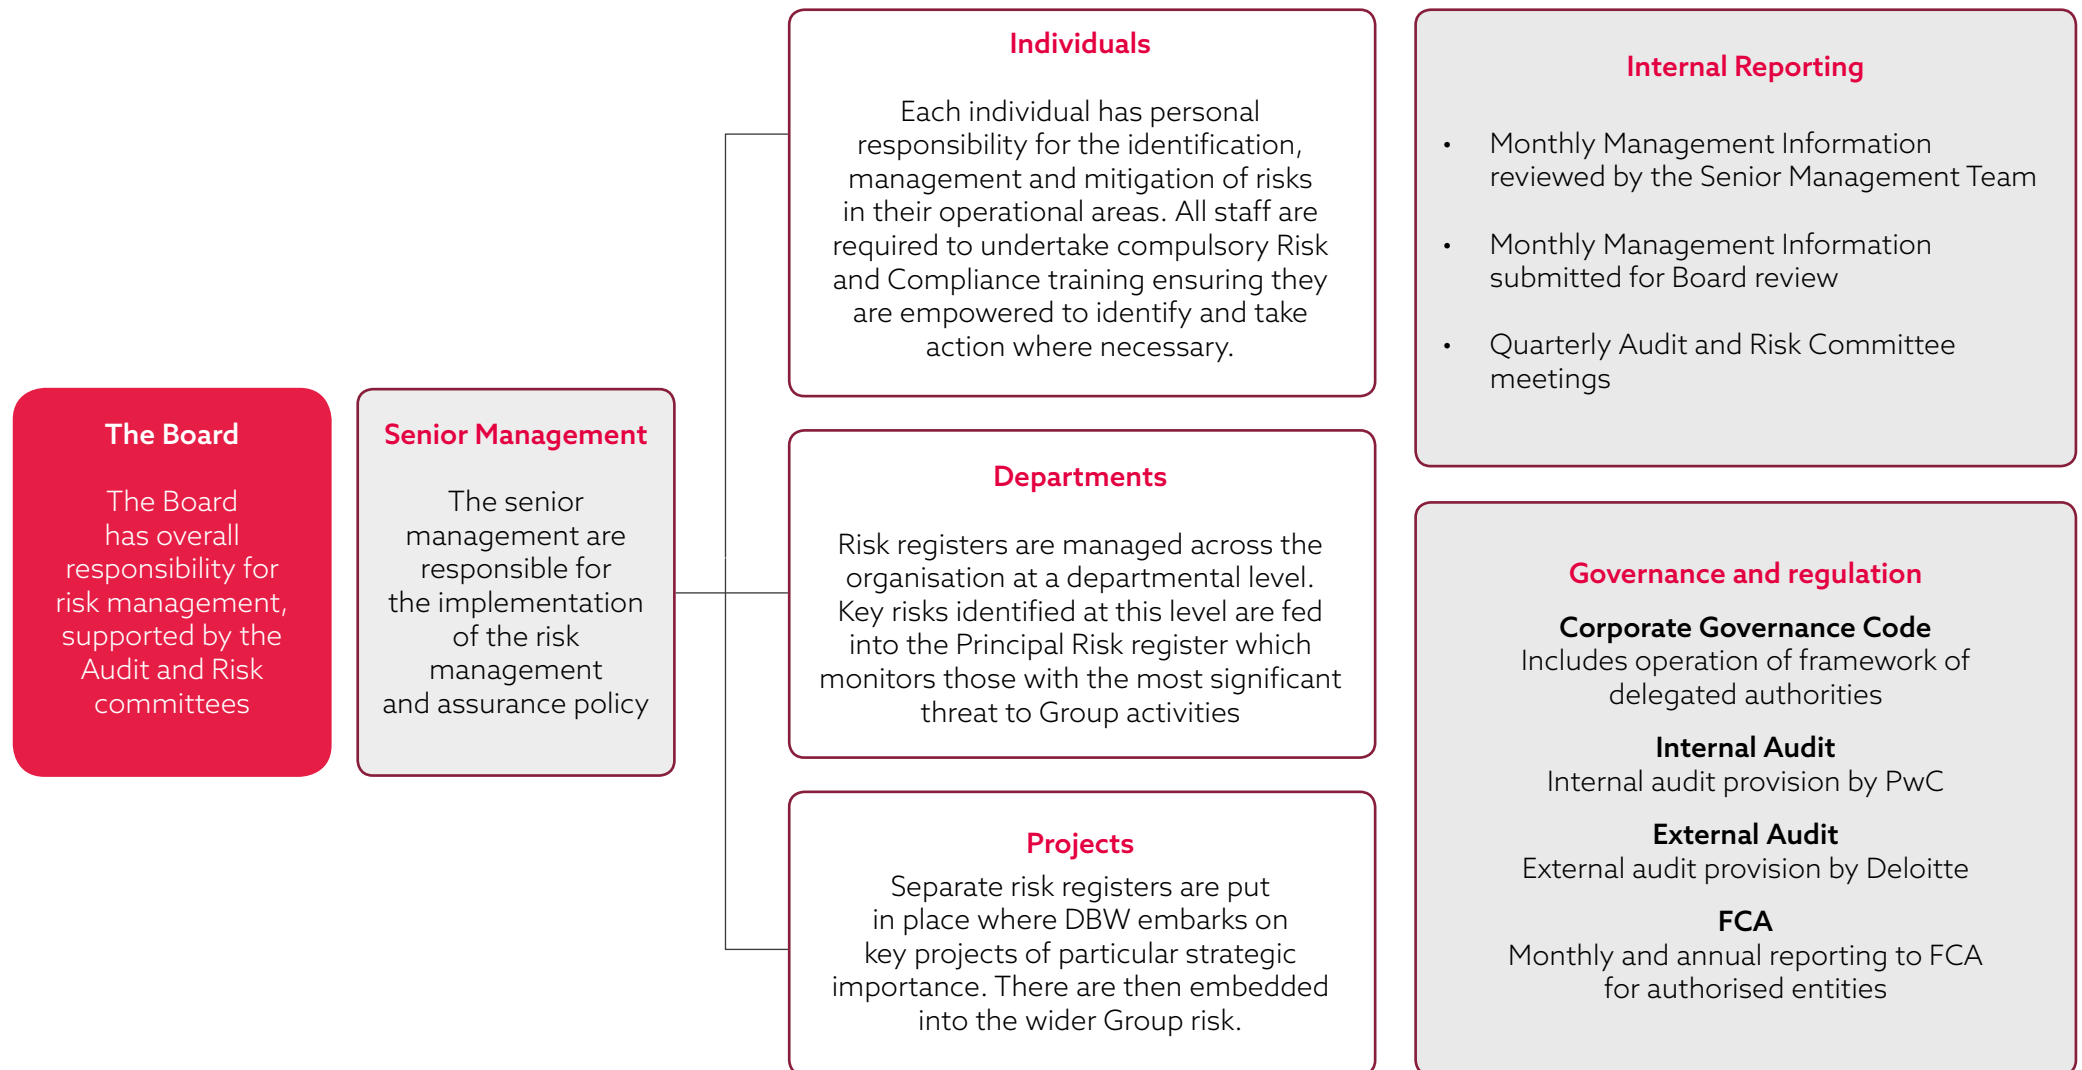 The Board
The Board
has overall
responsibility for
risk management,
supported by the
Audit and Risk
committees
Senior Management
The senior
management are
responsible for
the implementation
of the risk
management
and assurance policy
Individuals
Each individual has personal
responsibility for the identification,
management and mitigation of risks
in their operational areas. All staff are
required to undertake compulsory Risk
and Compliance training ensuring they
are empowered to identify and take
action where necessary.
Departments
Risk registers are managed across the
organisation at a departmental level.
Key risks identified at this level are fed
into the Principal Risk register which
monitors those with the most significant
threat to Group activities
Projects
Separate risk registers are put
in place where DBW embarks on
key projects of particular strategic
importance. There are then embedded
into the wider Group risk.
Internal Reporting
• Monthly Management Information
reviewed by the Senior Management Team
• Monthly Management Information
submitted for Board review
• Quarterly Audit and Risk Committee
meetings
Governance and regulation
Corporate Governance Code
Includes operation of framework of
delegated authorities
Internal Audit
Internal audit provision by PwC
External Audit
External audit provision by Deloitte
FCA
Monthly and annual reporting to FCA
for authorised entities